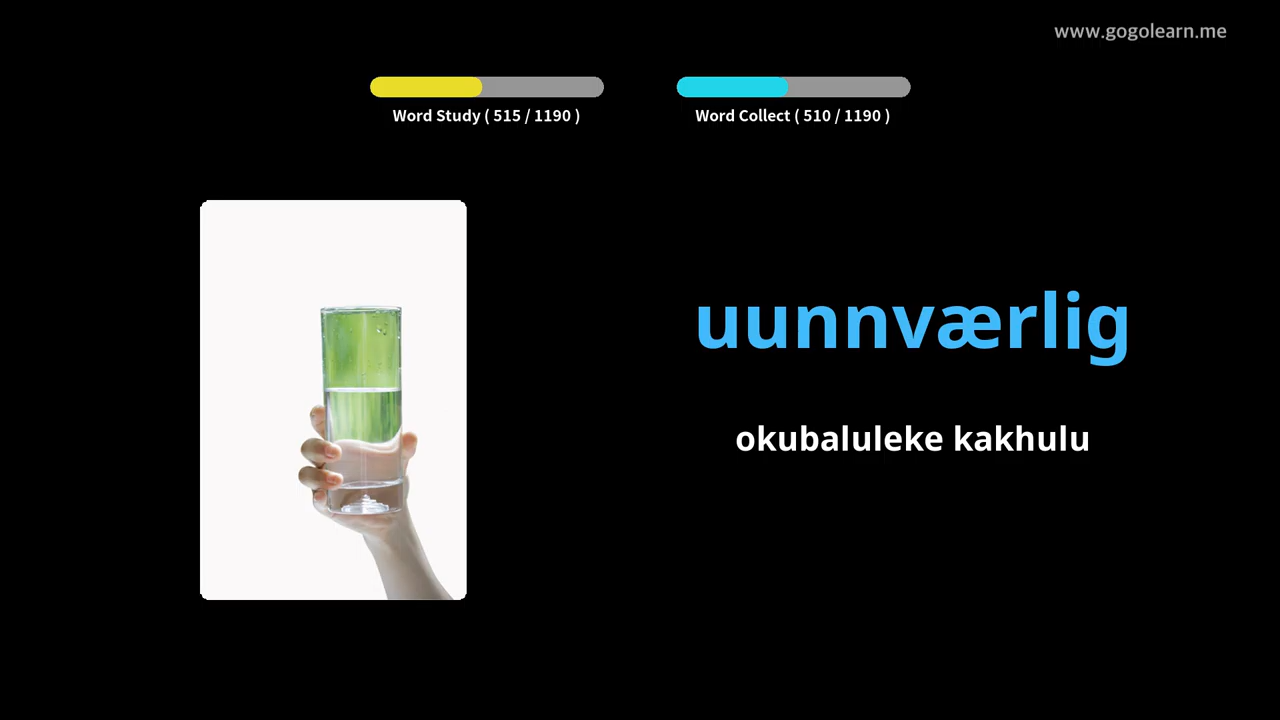 www.gogolearn.me
Word Study ( 515 / 1190 )
Word Collect ( 510 / 1190 )
uunnværlig
okubaluleke kakhulu